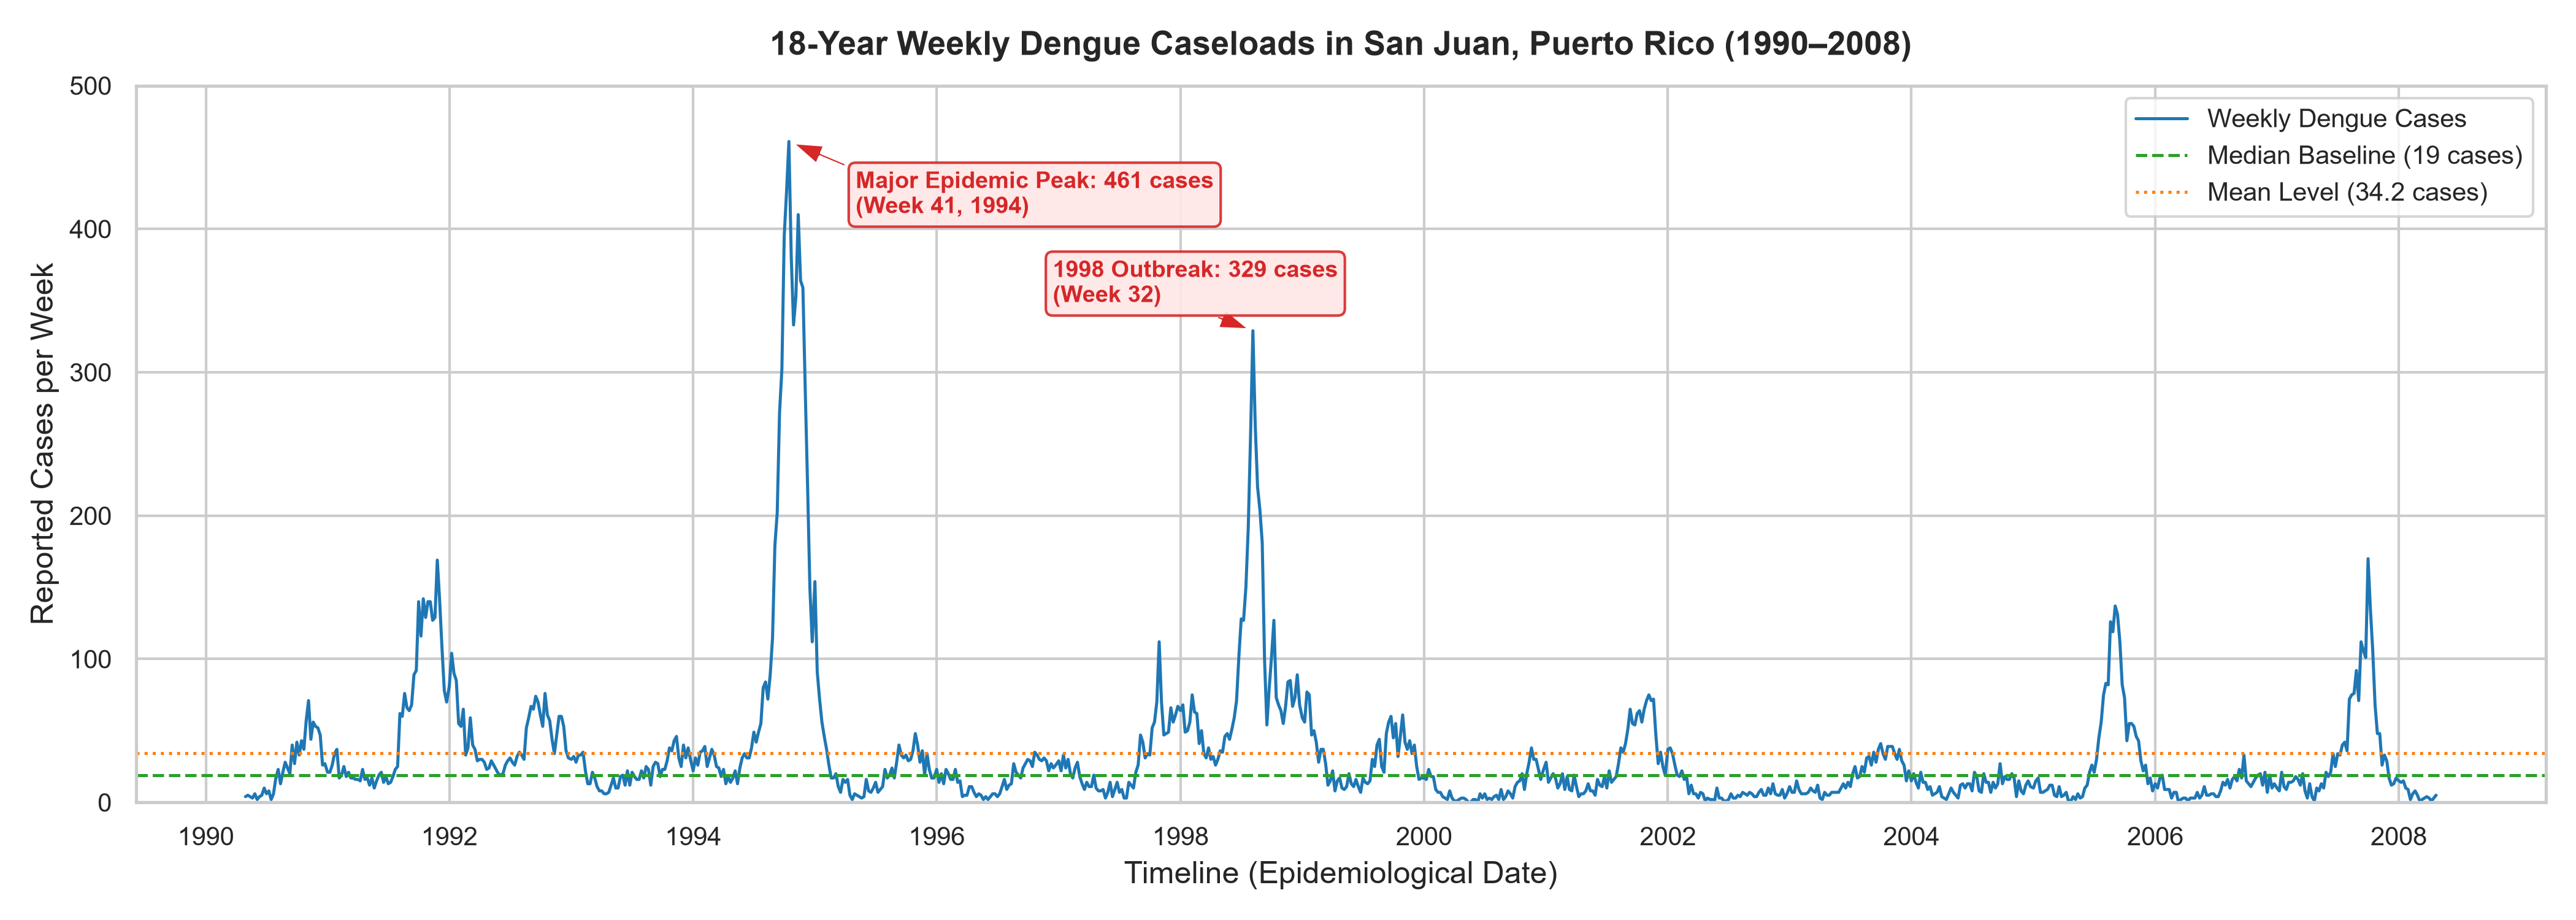 18-Year Weekly Dengue Caseloads in San Juan, Puerto Rico (1990–2008)
500
400
300
200
100
0
Reported Cases per Week
Weekly Dengue Cases
Median Baseline (19 cases)
Mean Level (34.2 cases)
Major Epidemic Peak: 461 cases
(Week 41, 1994)
1998 Outbreak: 329 cases
(Week 32)
1990 1992 1994 1996 1998 2000 2002 2004 2006 2008
Timeline (Epidemiological Date)